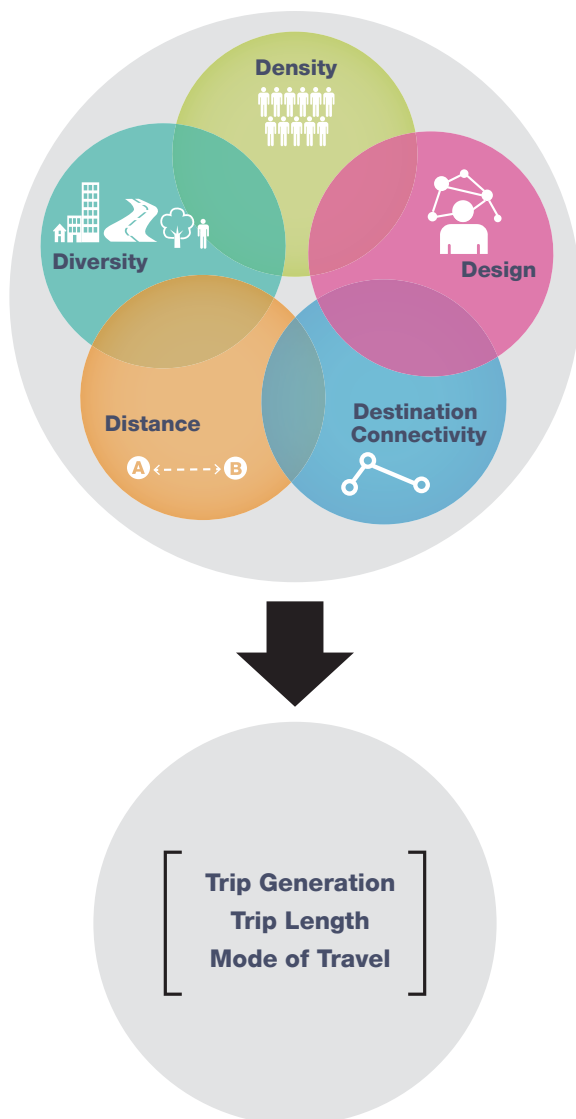 Density
Diversity
Design
Distance
A
B
Destination
Connectivity
Trip Generation
Trip Length
Mode of Travel